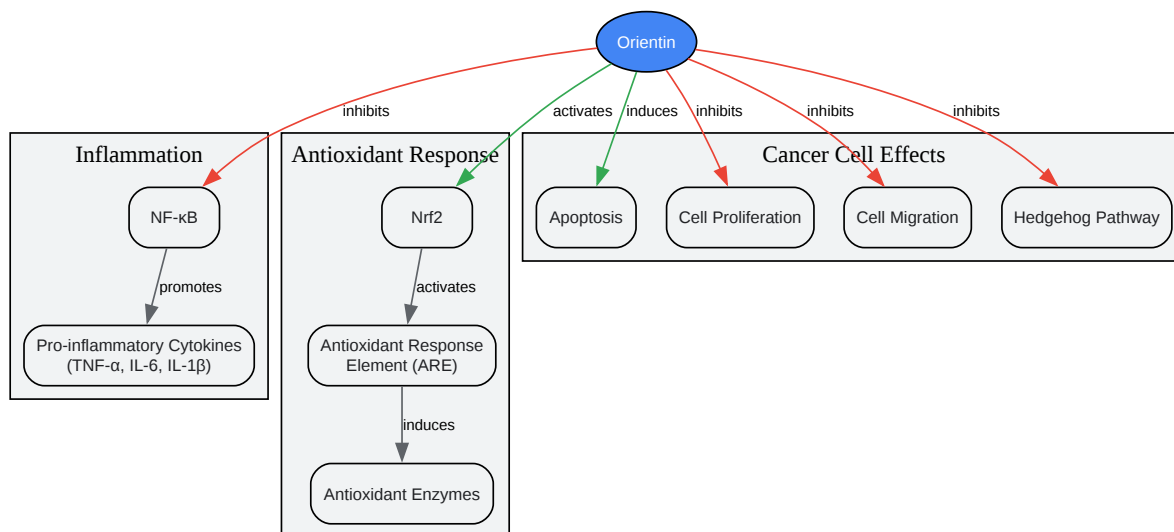 Orientin
inhibits
activates
induces
inhibits
inhibits
inhibits
Inflammation
Antioxidant Response
Cancer Cell Effects
NF-κB
Nrf2
Apoptosis
Cell Proliferation
Cell Migration
Hedgehog Pathway
promotes
activates
Pro-inflammatory Cytokines
(TNF-α, IL-6, IL-1β)
Antioxidant Response
Element (ARE)
induces
Antioxidant Enzymes